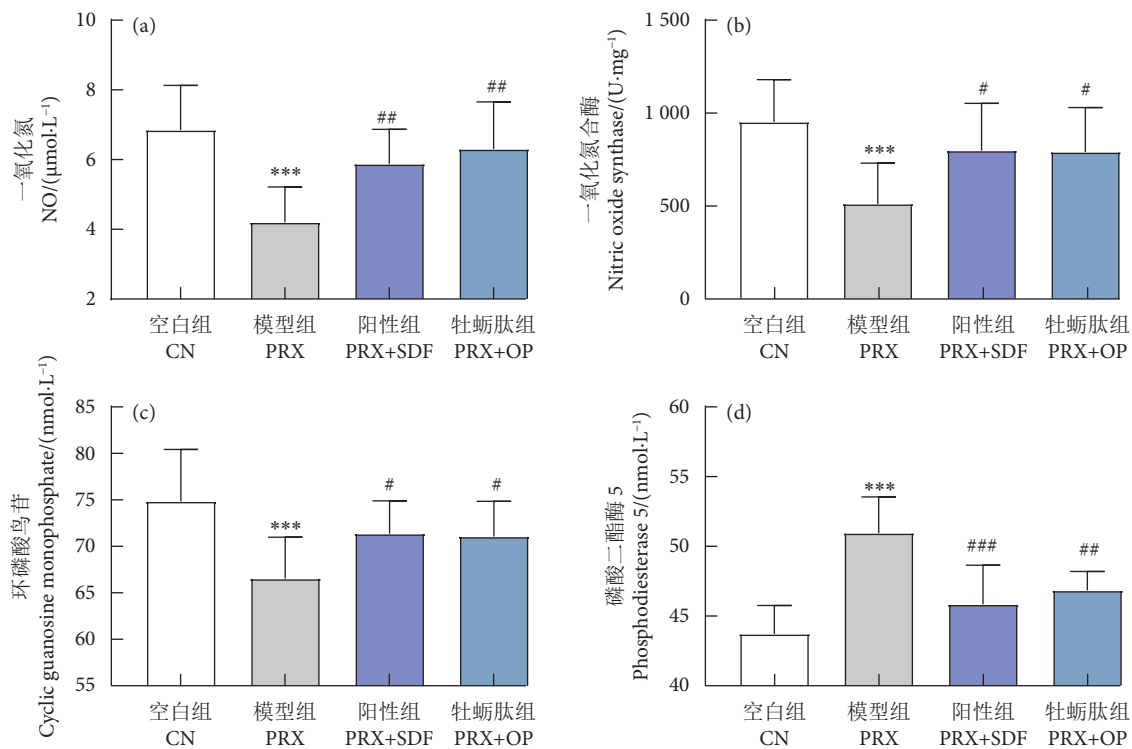 (a)
一氧化氮
NO/(μmol·L⁻¹)
10
8
6
4
2
***
##
##
空白组
CN
模型组
PRX
阳性组
PRX+SDF
牡蛎肽组
PRX+OP
(b)
一氧化氮合酶
Nitric oxide synthase/(U·mg⁻¹)
1 500
1 000
500
0
***
#
#
空白组
CN
模型组
PRX
阳性组
PRX+SDF
牡蛎肽组
PRX+OP
(c)
环磷酸鸟苷
Cyclic guanosine monophosphate/(nmol·L⁻¹)
85
80
75
70
65
60
55
***
#
#
空白组
CN
模型组
PRX
阳性组
PRX+SDF
牡蛎肽组
PRX+OP
(d)
磷酸二酯酶 5
Phosphodiesterase 5/(nmol·L⁻¹)
60
55
50
45
40
***
###
##
空白组
CN
模型组
PRX
阳性组
PRX+SDF
牡蛎肽组
PRX+OP